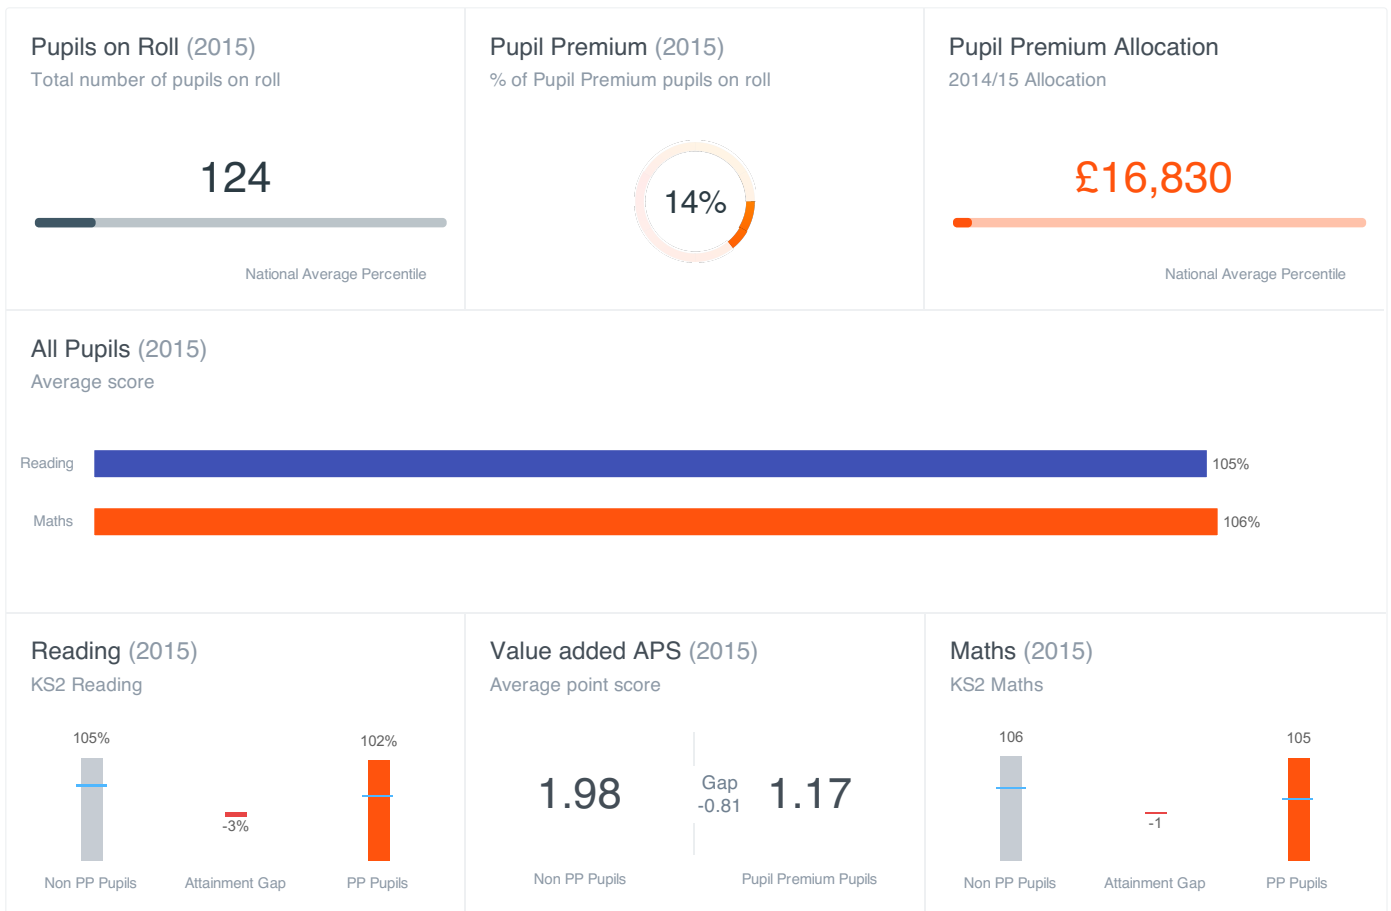 Pupils on Roll (2015)
Total number of pupils on roll
124
National Average Percentile
Pupil Premium (2015)
% of Pupil Premium pupils on roll
14%
Pupil Premium Allocation
2014/15 Allocation
£16,830
National Average Percentile
All Pupils (2015)
Average score
Reading 105%
Maths 106%
Reading (2015)
KS2 Reading
105%
102%
-3%
Non PP Pupils Attainment Gap PP Pupils
Value added APS (2015)
Average point score
1.98
Gap
-0.81
1.17
Non PP Pupils Pupil Premium Pupils
Maths (2015)
KS2 Maths
106
105
-1
Non PP Pupils Attainment Gap PP Pupils